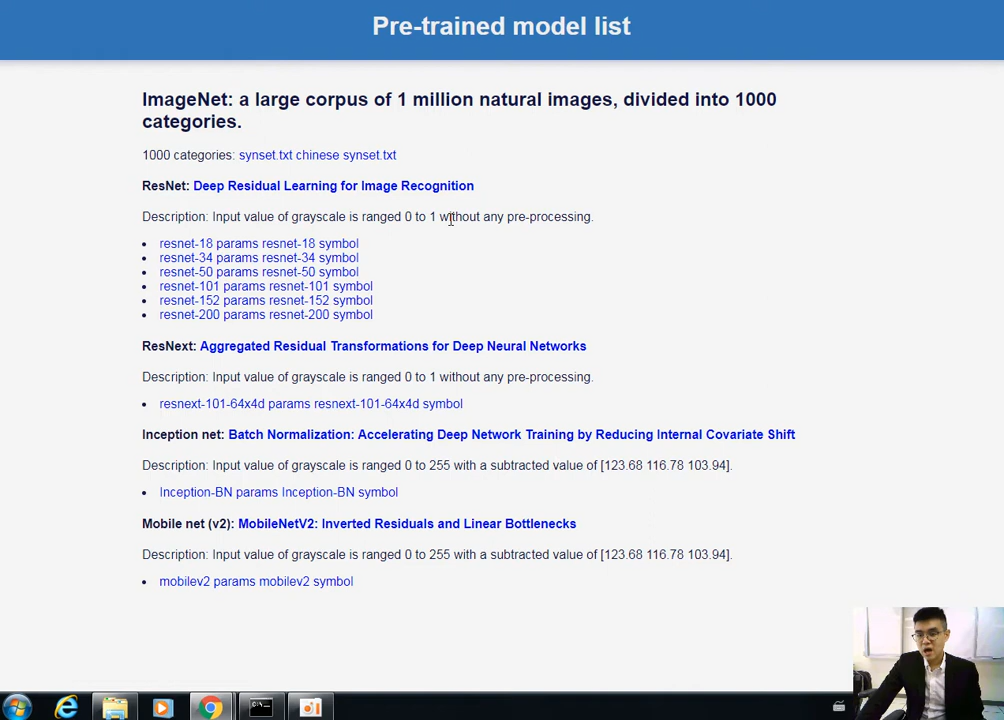 Pre-trained model list
ImageNet: a large corpus of 1 million natural images, divided into 1000
categories.
1000 categories: synset.txt chinese synset.txt
ResNet: Deep Residual Learning for Image Recognition
Description: Input value of grayscale is ranged 0 to 1 without any pre-processing.
resnet-18 params resnet-18 symbol
resnet-34 params resnet-34 symbol
resnet-50 params resnet-50 symbol
resnet-101 params resnet-101 symbol
resnet-152 params resnet-152 symbol
resnet-200 params resnet-200 symbol
ResNext: Aggregated Residual Transformations for Deep Neural Networks
Description: Input value of grayscale is ranged 0 to 1 without any pre-processing.
resnext-101-64x4d params resnext-101-64x4d symbol
Inception net: Batch Normalization: Accelerating Deep Network Training by Reducing Internal Covariate Shift
Description: Input value of grayscale is ranged 0 to 255 with a subtracted value of [123.68 116.78 103.94].
Inception-BN params Inception-BN symbol
Mobile net (v2): MobileNetV2: Inverted Residuals and Linear Bottlenecks
Description: Input value of grayscale is ranged 0 to 255 with a subtracted value of [123.68 116.78 103.94].
mobilev2 params mobilev2 symbol